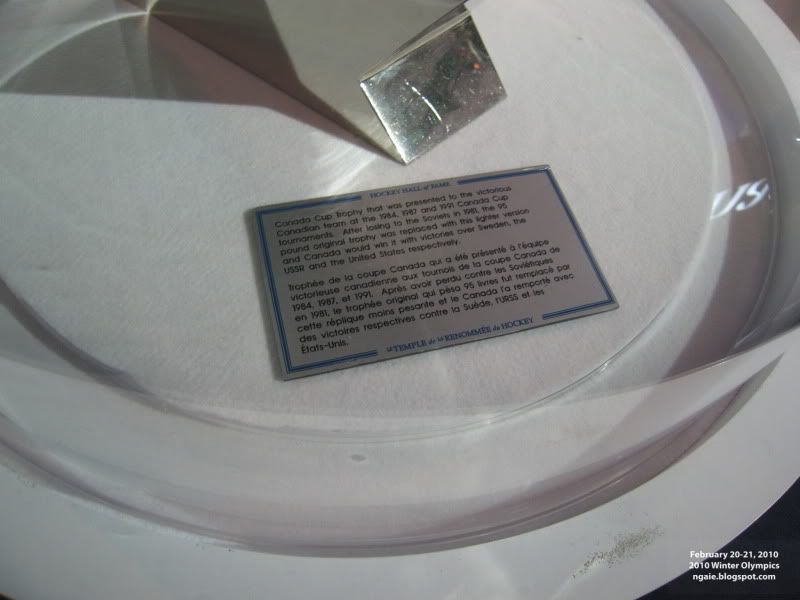 HOCKEY HALL of FAME
Canada Cup trophy that was presented to the victorious
Canadian team at the 1984, 1987 and 1991 Canada Cup
tournaments. After losing to the Soviets in 1981, the 95
pound original trophy was replaced with this lighter version
and Canada would win it with victories over Sweden, the
USSR and the United States respectively.
Trophée de la coupe Canada qui a été présenté à l'équipe
victorieuse canadienne aux tournois de la coupe Canada de
1984, 1987, et 1991. Après avoir perdu contre les Soviétiques
en 1981, le trophée original qui pèsa 95 livres fut remplacé par
cette réplique moins pesante et le Canada l'a remporté avec
des victoires respectives contre la Suède, l'URSS et les
États-Unis.
LE TEMPLE de LA RENOMMÉE du HOCKEY
February 20-21, 2010
2010 Winter Olympics
ngaie.blogspot.com